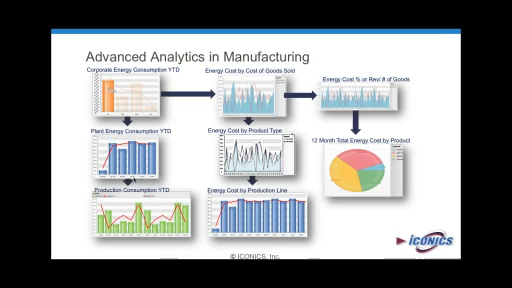 Advanced Analytics in Manufacturing
Corporate Energy Consumption YTD
Energy Cost by Cost of Goods Sold
Energy Cost % or Rev/ # of Goods
Plant Energy Consumption YTD
Energy Cost by Product Type
12 Month Total Energy Cost by Product
Production Consumption YTD
Energy Cost by Production Line
ICONICS
© ICONICS, Inc.